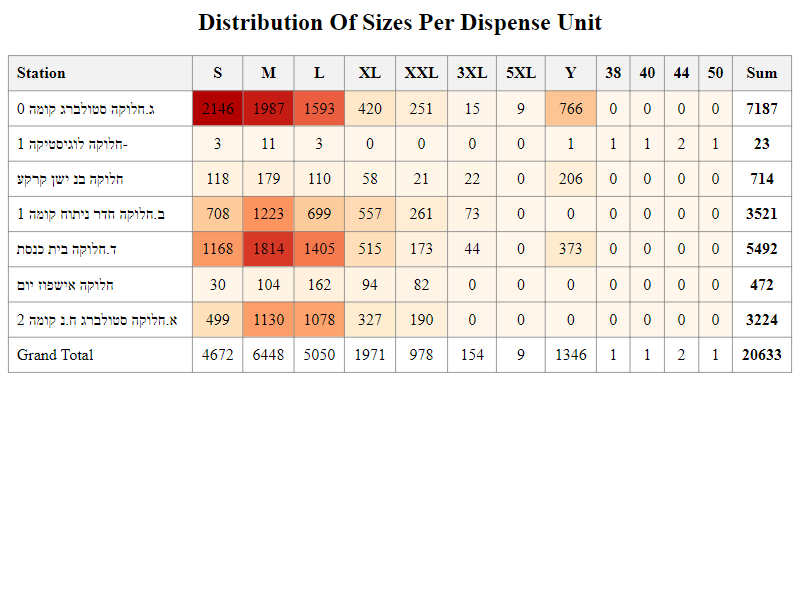 Distribution Of Sizes Per Dispense Unit
Station S M L XL XXL 3XL 5XL Y 38 40 44 50 Sum
ג.חלוקה סטולברג קומה 0 2146 1987 1593 420 251 15 9 766 0 0 0 0 7187
חלוקה לוגיסטיקה 1- 3 11 3 0 0 0 0 1 1 1 2 1 23
חלוקה בנ ישן קרקע 118 179 110 58 21 22 0 206 0 0 0 0 714
ב.חלוקה חדר ניתוח קומה 1 708 1223 699 557 261 73 0 0 0 0 0 0 3521
ד.חלוקה בית כנסת 1168 1814 1405 515 173 44 0 373 0 0 0 0 5492
חלוקה אישפוז יום 30 104 162 94 82 0 0 0 0 0 0 0 472
א.חלוקה סטולברג ח.נ קומה 2 499 1130 1078 327 190 0 0 0 0 0 0 0 3224
Grand Total 4672 6448 5050 1971 978 154 9 1346 1 1 2 1 20633